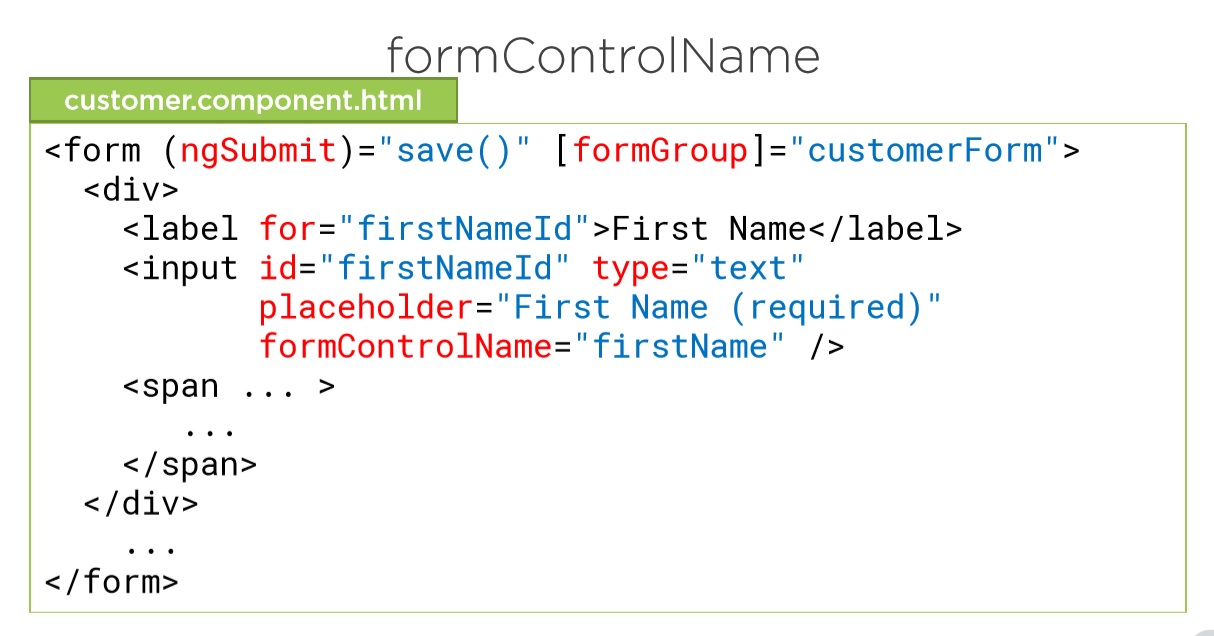 formControlName
customer.component.html
<form (ngSubmit)="save()" [formGroup]="customerForm">
<div>
<label for="firstNameId">First Name</label>
<input id="firstNameId" type="text"
placeholder="First Name (required)"
formControlName="firstName" />
<span ... >
...
</span>
</div>
...
</form>